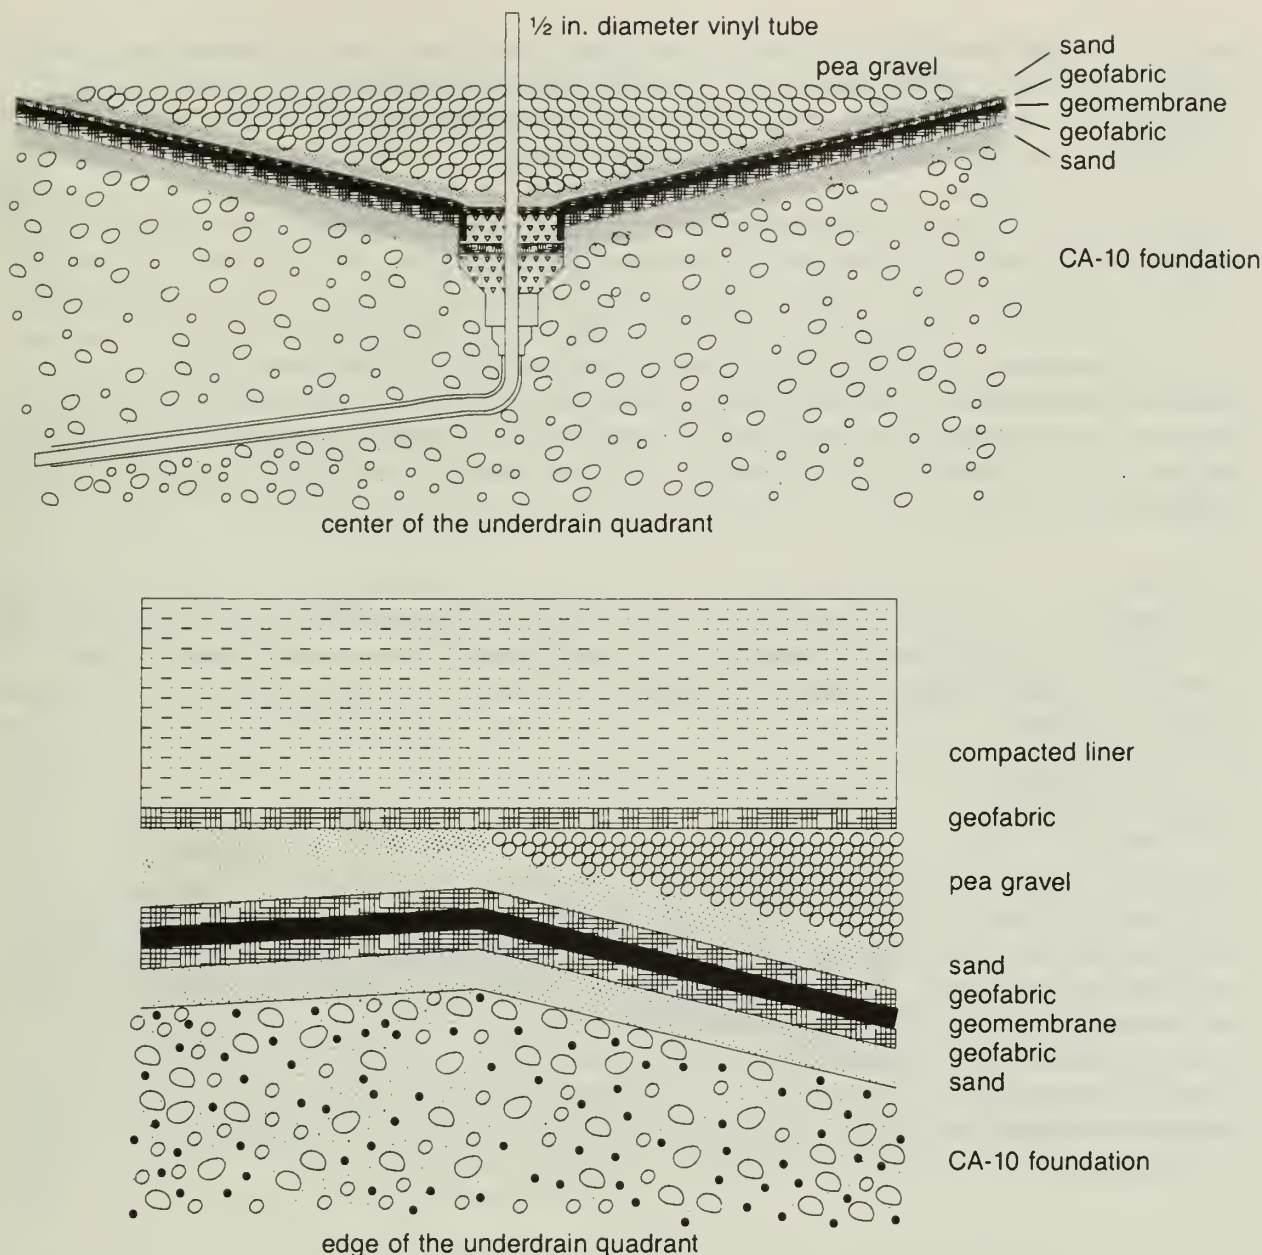 ½ in. diameter vinyl tube
pea gravel
sand
geofabric
geomembrane
geofabric
sand
CA-10 foundation
center of the underdrain quadrant
compacted liner
geofabric
pea gravel
sand
geofabric
geomembrane
geofabric
sand
CA-10 foundation
edge of the underdrain quadrant